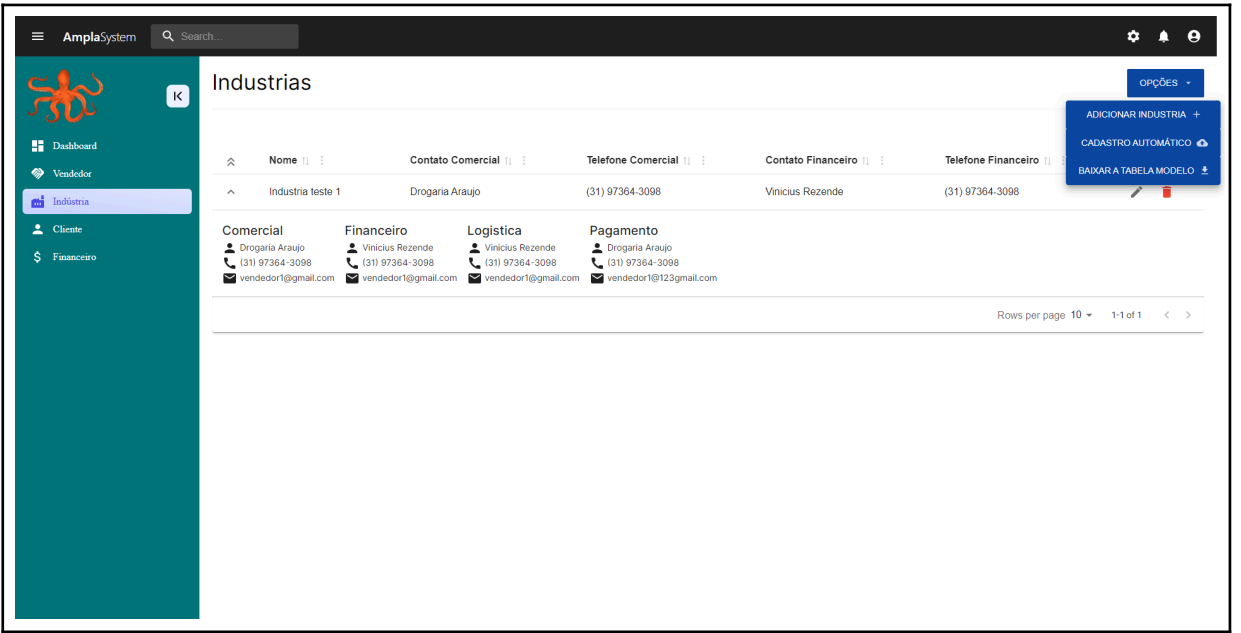 AmplaSystem Search...
Industrias
OPÇÕES
ADICIONAR INDUSTRIA
CADASTRO AUTOMÁTICO
BAIXAR A TABELA MODELO
Dashboard
Vendedor
Indústria
Cliente
Financeiro
Nome Contato Comercial Telefone Comercial Contato Financeiro Telefone Financeiro
Industria teste 1 Drogaria Araujo (31) 97364-3098 Vinicius Rezende (31) 97364-3098
Comercial Financeiro Logistica Pagamento
Drogaria Araujo Vinicius Rezende Vinicius Rezende Drogaria Araujo
(31) 97364-3098 (31) 97364-3098 (31) 97364-3098 (31) 97364-3098
vendedor1@gmail.com vendedor1@gmail.com vendedor1@gmail.com vendedor1@123gmail.com
Rows per page 10 1-1 of 1